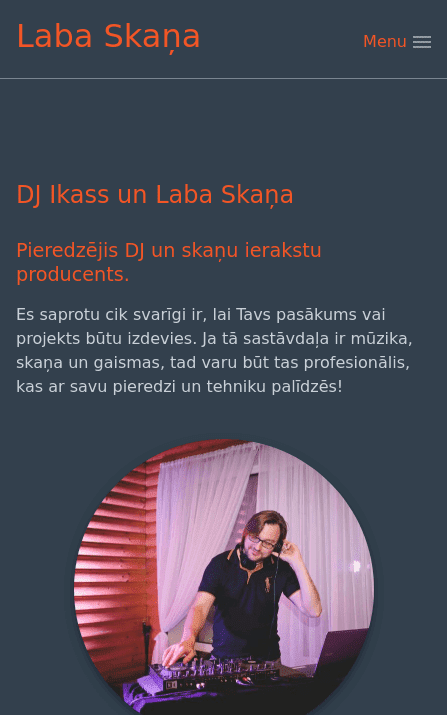 Laba Skaņa
Menu
DJ Ikass un Laba Skaņa
Pieredzējis DJ un skaņu ierakstu
producents.
Es saprotu cik svarīgi ir, lai Tavs pasākums vai
projekts būtu izdevies. Ja tā sastāvdaļa ir mūzika,
skaņa un gaismas, tad varu būt tas profesionālis,
kas ar savu pieredzi un tehniku palīdzēs!